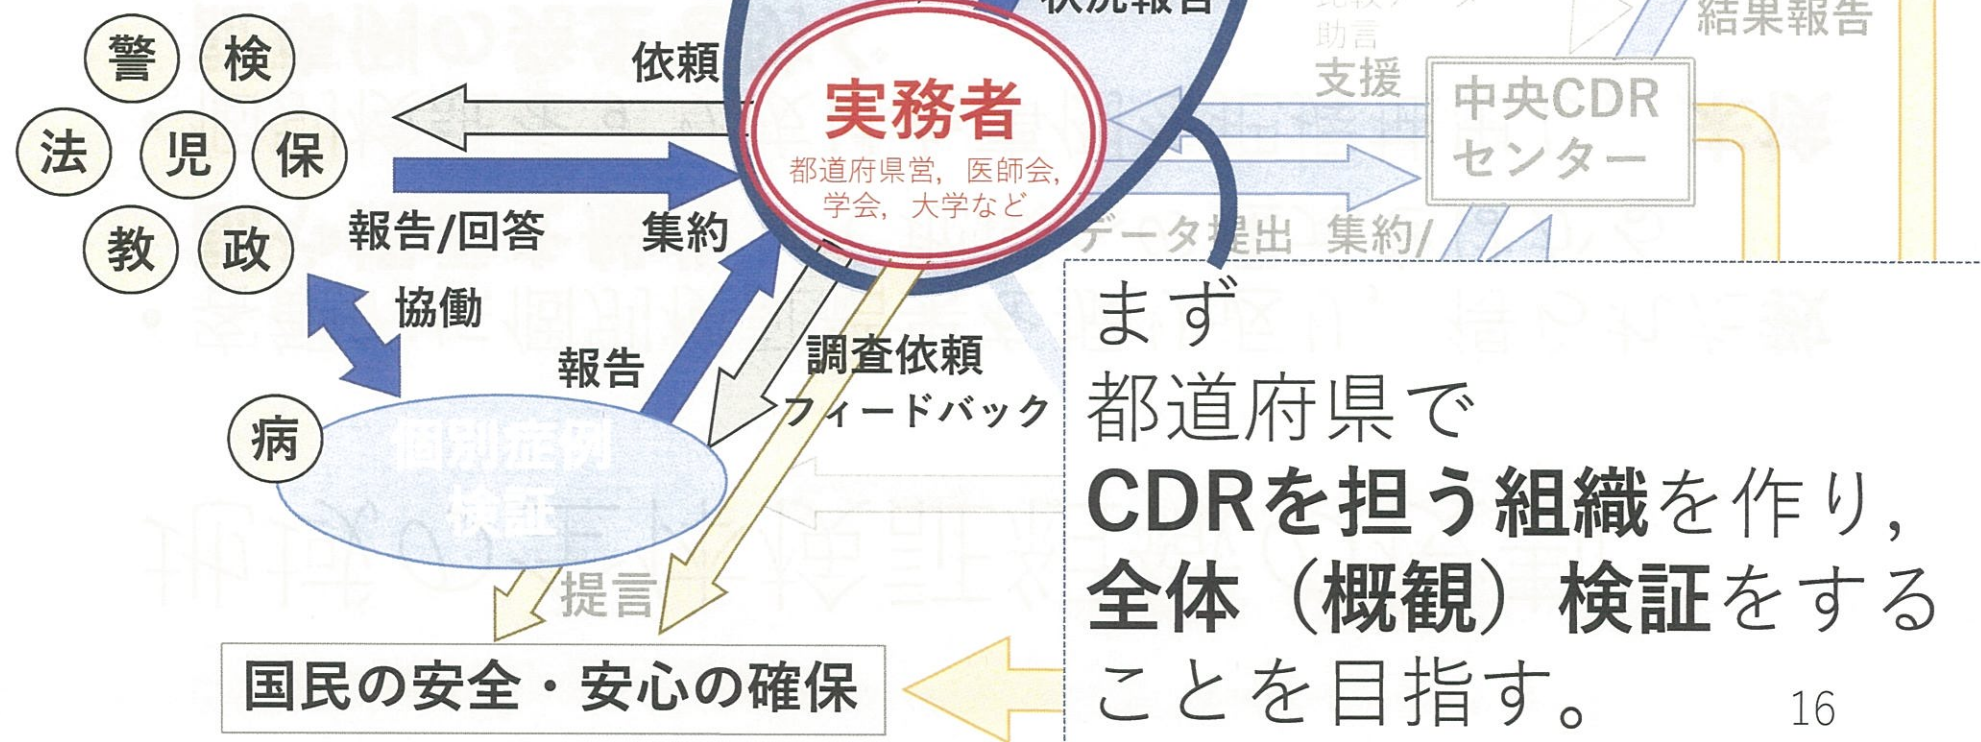 状況報告
助言
支援
結果報告
中央CDR
センター
警
検
法
児
保
教
政
依頼
実務者
都道府県営，医師会，
学会，大学など
報告/回答
集約
データ提出 集約/
協働
報告
調査依頼
フィードバック
病
個別症例
検証
提言
国民の安全・安心の確保
まず
都道府県で
CDRを担う組織を作り，
全体（概観）検証をする
ことを目指す。
16